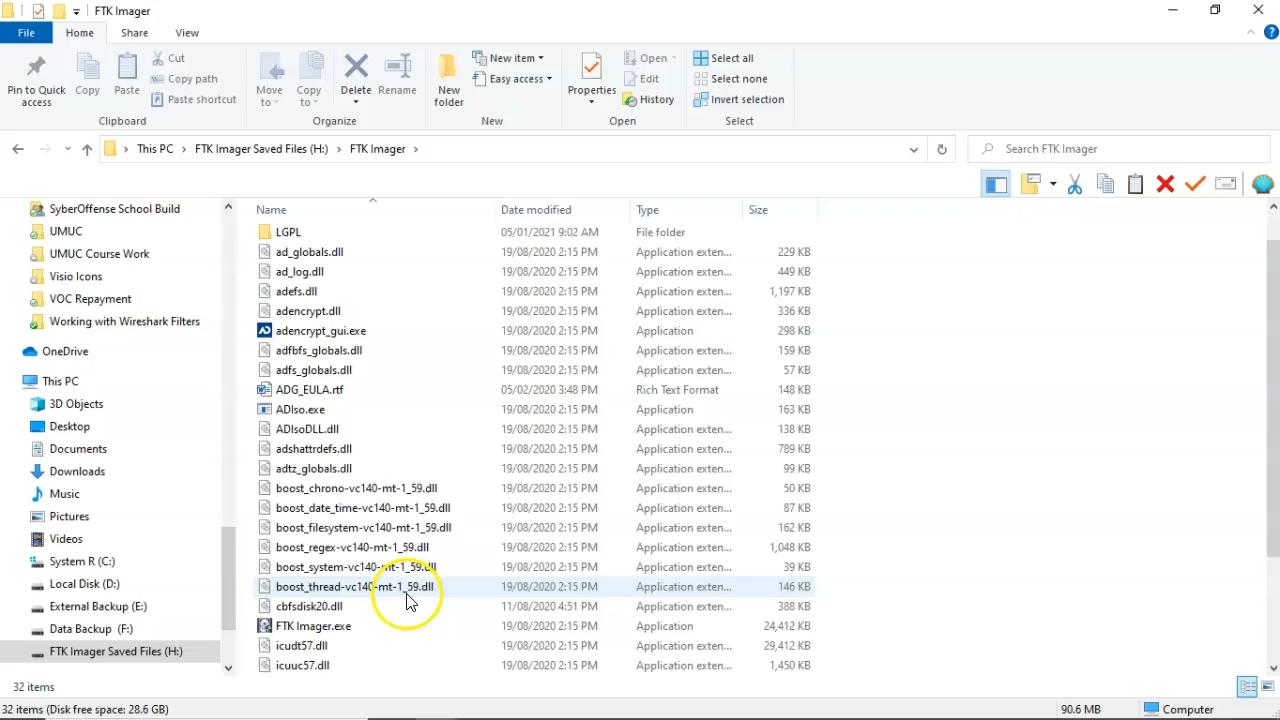 FTK Imager
File Home Share View
Pin to Quick access
Copy
Paste
Cut
Copy path
Paste shortcut
Clipboard
Move to
Copy to
Delete
Rename
Organize
New folder
New item
Easy access
New
Properties
Open
Edit
History
Open
Select all
Select none
Invert selection
Select
This PC > FTK Imager Saved Files (H:) > FTK Imager >
Search FTK Imager
SyberOffense School Build
UMUC
UMUC Course Work
Visio Icons
VOC Repayment
Working with Wireshark Filters
OneDrive
This PC
3D Objects
Desktop
Documents
Downloads
Music
Pictures
Videos
System R (C:)
Local Disk (D:)
External Backup (E:)
Data Backup (F:)
FTK Imager Saved Files (H:)
Name Date modified Type Size
LGPL 05/01/2021 9:02 AM File folder
ad_globals.dll 19/08/2020 2:15 PM Application exten... 229 KB
ad_log.dll 19/08/2020 2:15 PM Application exten... 449 KB
adefs.dll 19/08/2020 2:15 PM Application exten... 1,197 KB
adencrypt.dll 19/08/2020 2:15 PM Application exten... 336 KB
adencrypt_gui.exe 19/08/2020 2:15 PM Application 298 KB
adfbfs_globals.dll 19/08/2020 2:15 PM Application exten... 159 KB
adfs_globals.dll 19/08/2020 2:15 PM Application exten... 57 KB
ADG_EULA.rtf 05/02/2020 3:48 PM Rich Text Format 148 KB
ADIso.exe 19/08/2020 2:15 PM Application 163 KB
ADIsoDLL.dll 19/08/2020 2:15 PM Application exten... 138 KB
adshattrdefs.dll 19/08/2020 2:15 PM Application exten... 789 KB
adtz_globals.dll 19/08/2020 2:15 PM Application exten... 99 KB
boost_chrono-vc140-mt-1_59.dll 19/08/2020 2:15 PM Application exten... 50 KB
boost_date_time-vc140-mt-1_59.dll 19/08/2020 2:15 PM Application exten... 87 KB
boost_filesystem-vc140-mt-1_59.dll 19/08/2020 2:15 PM Application exten... 162 KB
boost_regex-vc140-mt-1_59.dll 19/08/2020 2:15 PM Application exten... 1,048 KB
boost_system-vc140-mt-1_59.dll 19/08/2020 2:15 PM Application exten... 39 KB
boost_thread-vc140-mt-1_59.dll 19/08/2020 2:15 PM Application exten... 146 KB
cbfsdisk20.dll 11/08/2020 4:51 PM Application exten... 388 KB
FTK Imager.exe 19/08/2020 2:15 PM Application 24,412 KB
icudt57.dll 19/08/2020 2:15 PM Application exten... 29,412 KB
icuuc57.dll 19/08/2020 2:15 PM Application exten... 1,450 KB
32 items
32 items (Disk free space: 28.6 GB) 90.6 MB Computer